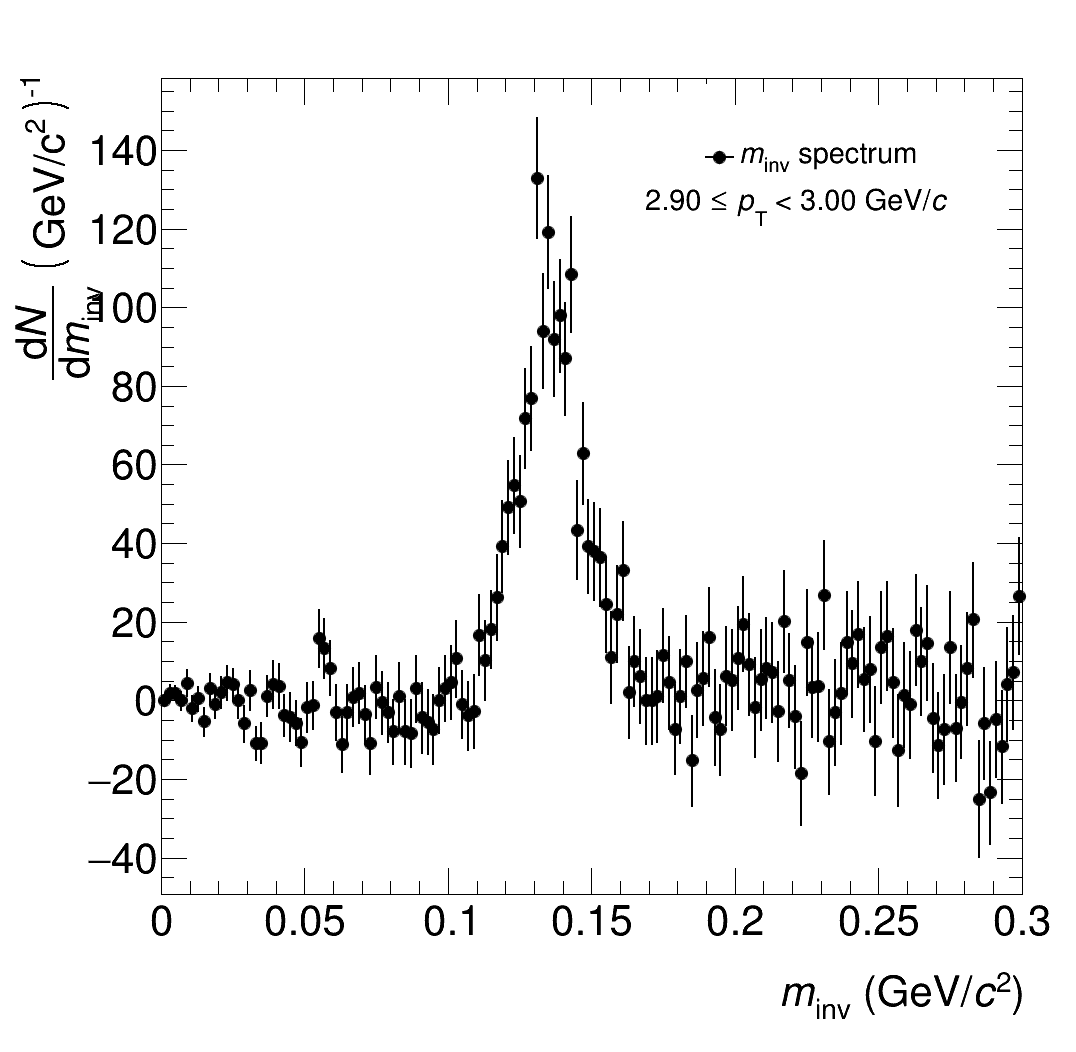 dN/dm_inv (GeV/c²)⁻¹
140
120
100
80
60
40
20
0
−20
−40
m_inv spectrum
2.90 ≤ p_T < 3.00 GeV/c
0 0.05 0.1 0.15 0.2 0.25 0.3
m_inv (GeV/c²)